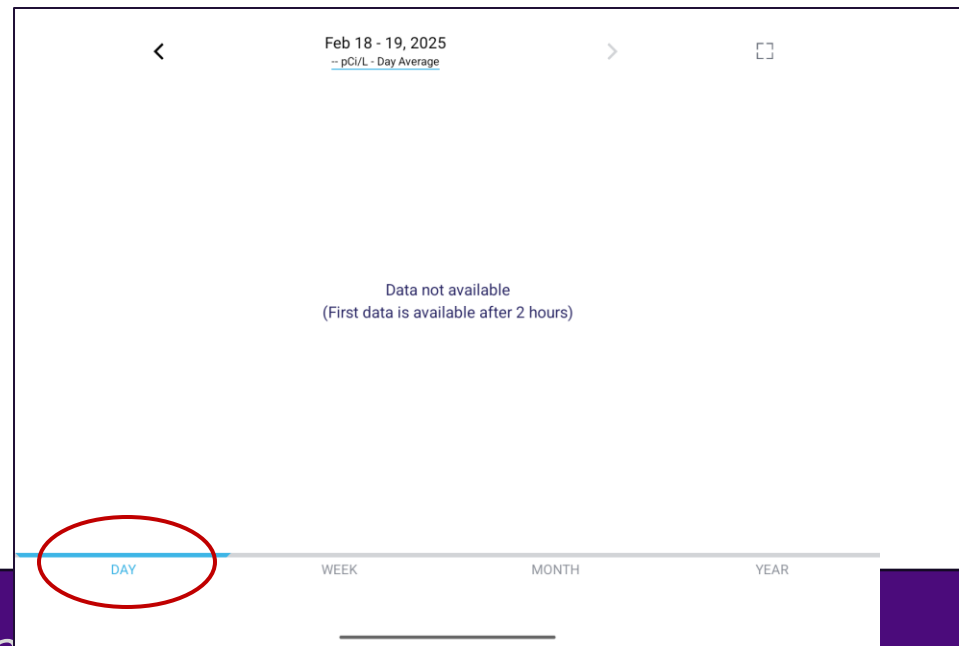 Feb 18 - 19, 2025
-- pCi/L - Day Average
Data not available
(First data is available after 2 hours)
DAY WEEK MONTH YEAR